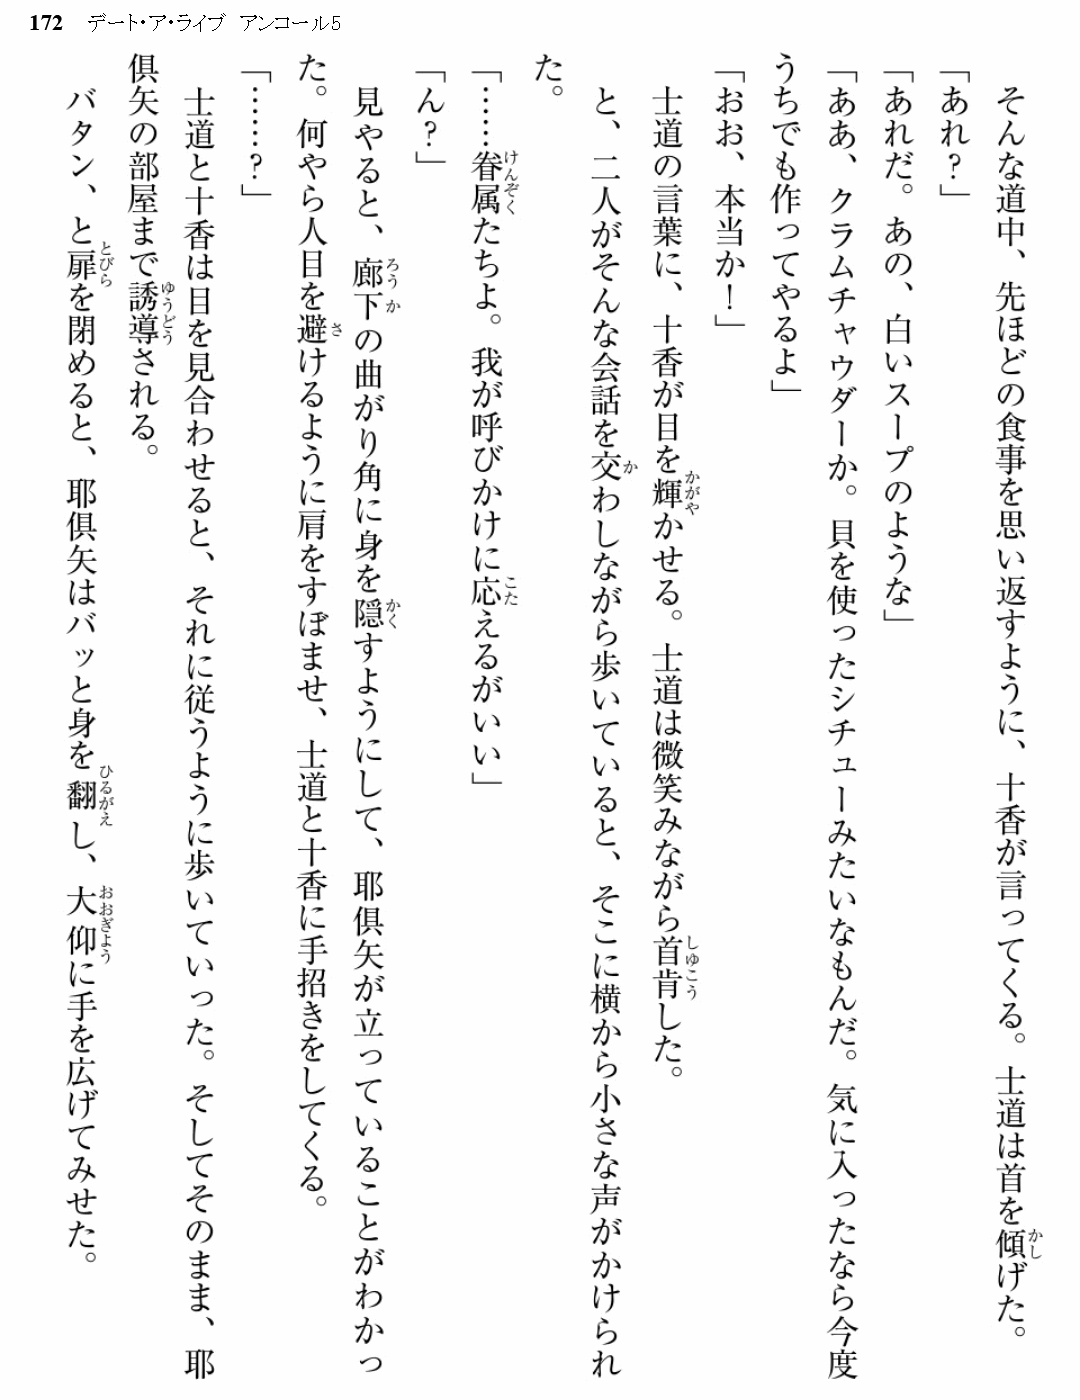 172 デート・ア・ライブ アンコール5
そんな道中、先ほどの食事を思い返すように、十香が言ってくる。士道は首を傾げた。
「あれ？」
「あれだ。あの、白いスープのような」
「ああ、クラムチャウダーか。貝を使ったシチューみたいなもんだ。気に入ったなら今度
うちでも作ってやるよ」
「おお、本当か！」
士道の言葉に、十香が目を輝かせる。士道は微笑みながら首肯した。
と、二人がそんな会話を交わしながら歩いていると、そこに横から小さな声がかけられ
た。
「……眷属たちよ。我が呼びかけに応えるがいい」
「ん？」
見やると、廊下の曲がり角に身を隠すようにして、耶倶矢が立っていることがわかっ
た。何やら人目を避けるように肩をすぼませ、士道と十香に手招きをしてくる。
「……？」
士道と十香は目を見合わせると、それに従うように歩いていった。そしてそのまま、耶
倶矢の部屋まで誘導される。
バタン、と扉を閉めると、耶倶矢はバッと身を翻し、大仰に手を広げてみせた。